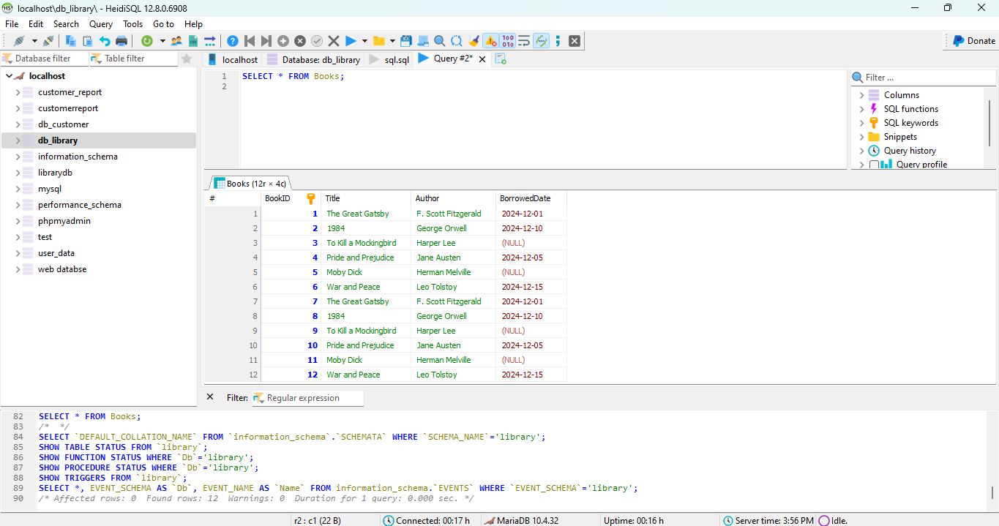 localhost\db_library\ - HeidiSQL 12.8.0.6908
File Edit Search Query Tools Go to Help
Donate
Database filter Table filter
localhost Database: db_library sql.sql Query #2*
localhost
customer_report
customerreport
db_customer
db_library
information_schema
librarydb
mysql
performance_schema
phpmyadmin
test
user_data
web databse
1 SELECT * FROM Books;
2
Filter ...
Columns
SQL functions
SQL keywords
Snippets
Query history
Query profile
Books (12r × 4c)
# BookID Title Author BorrowedDate
1 1 The Great Gatsby F. Scott Fitzgerald 2024-12-01
2 2 1984 George Orwell 2024-12-10
3 3 To Kill a Mockingbird Harper Lee (NULL)
4 4 Pride and Prejudice Jane Austen 2024-12-05
5 5 Moby Dick Herman Melville (NULL)
6 6 War and Peace Leo Tolstoy 2024-12-15
7 7 The Great Gatsby F. Scott Fitzgerald 2024-12-01
8 8 1984 George Orwell 2024-12-10
9 9 To Kill a Mockingbird Harper Lee (NULL)
10 10 Pride and Prejudice Jane Austen 2024-12-05
11 11 Moby Dick Herman Melville (NULL)
12 12 War and Peace Leo Tolstoy 2024-12-15
Filter: Regular expression
82 SELECT * FROM Books;
83 /* */
84 SELECT `DEFAULT_COLLATION_NAME` FROM `information_schema`.`SCHEMATA` WHERE `SCHEMA_NAME`='library';
85 SHOW TABLE STATUS FROM `library`;
86 SHOW FUNCTION STATUS WHERE `Db`='library';
87 SHOW PROCEDURE STATUS WHERE `Db`='library';
88 SHOW TRIGGERS FROM `library`;
89 SELECT *, EVENT_SCHEMA AS `Db`, EVENT_NAME AS `Name` FROM information_schema.`EVENTS` WHERE `EVENT_SCHEMA`='library';
90 /* Affected rows: 0 Found rows: 12 Warnings: 0 Duration for 1 query: 0.000 sec. */
r2 : c1 (22 B) Connected: 00:17 h MariaDB 10.4.32 Uptime: 00:16 h Server time: 3:56 PM Idle.